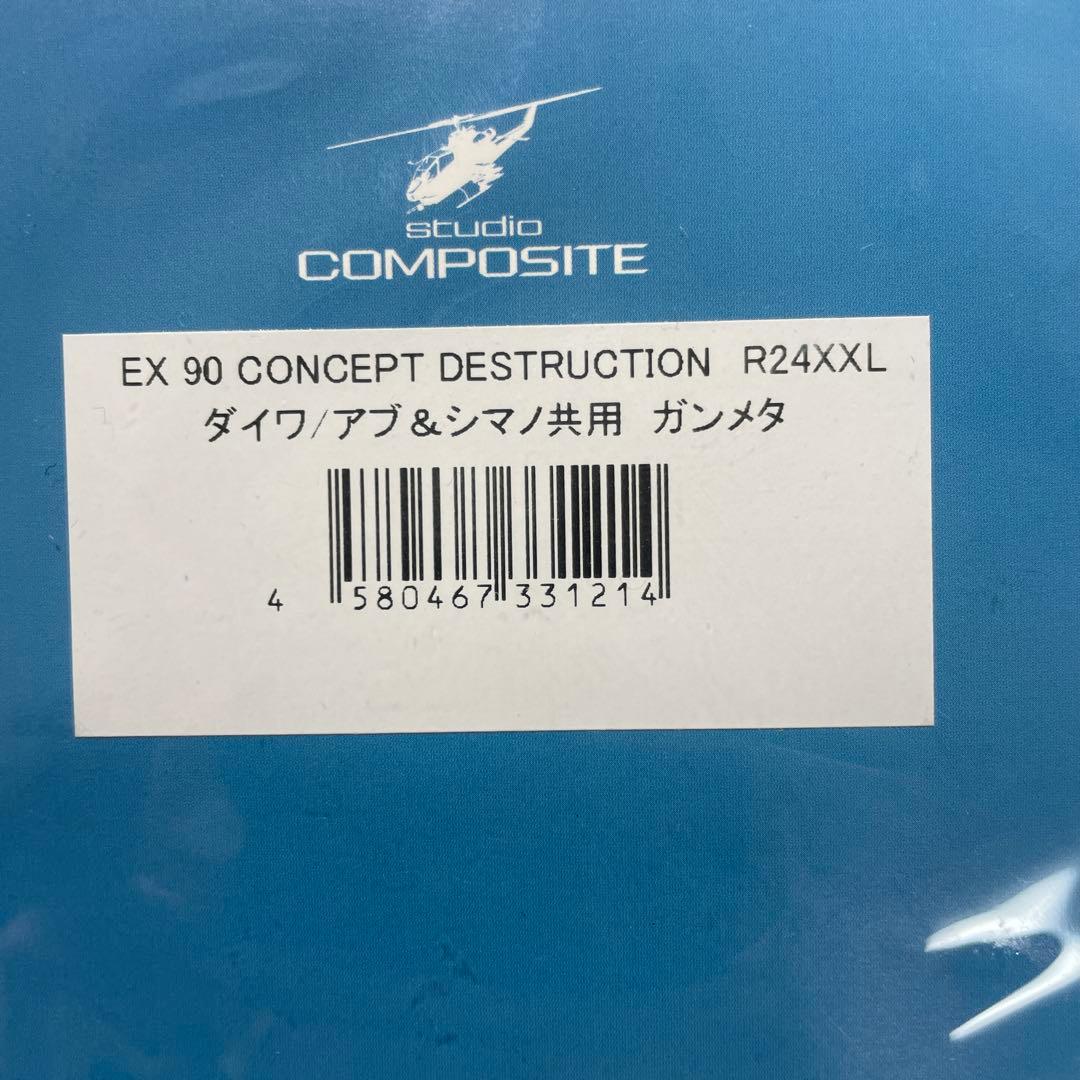 studio
COMPOSITE
EX 90 CONCEPT DESTRUCTION R24XXL
ダイワ/アブ&シマノ共用 ガンメタ
4 580467 331214